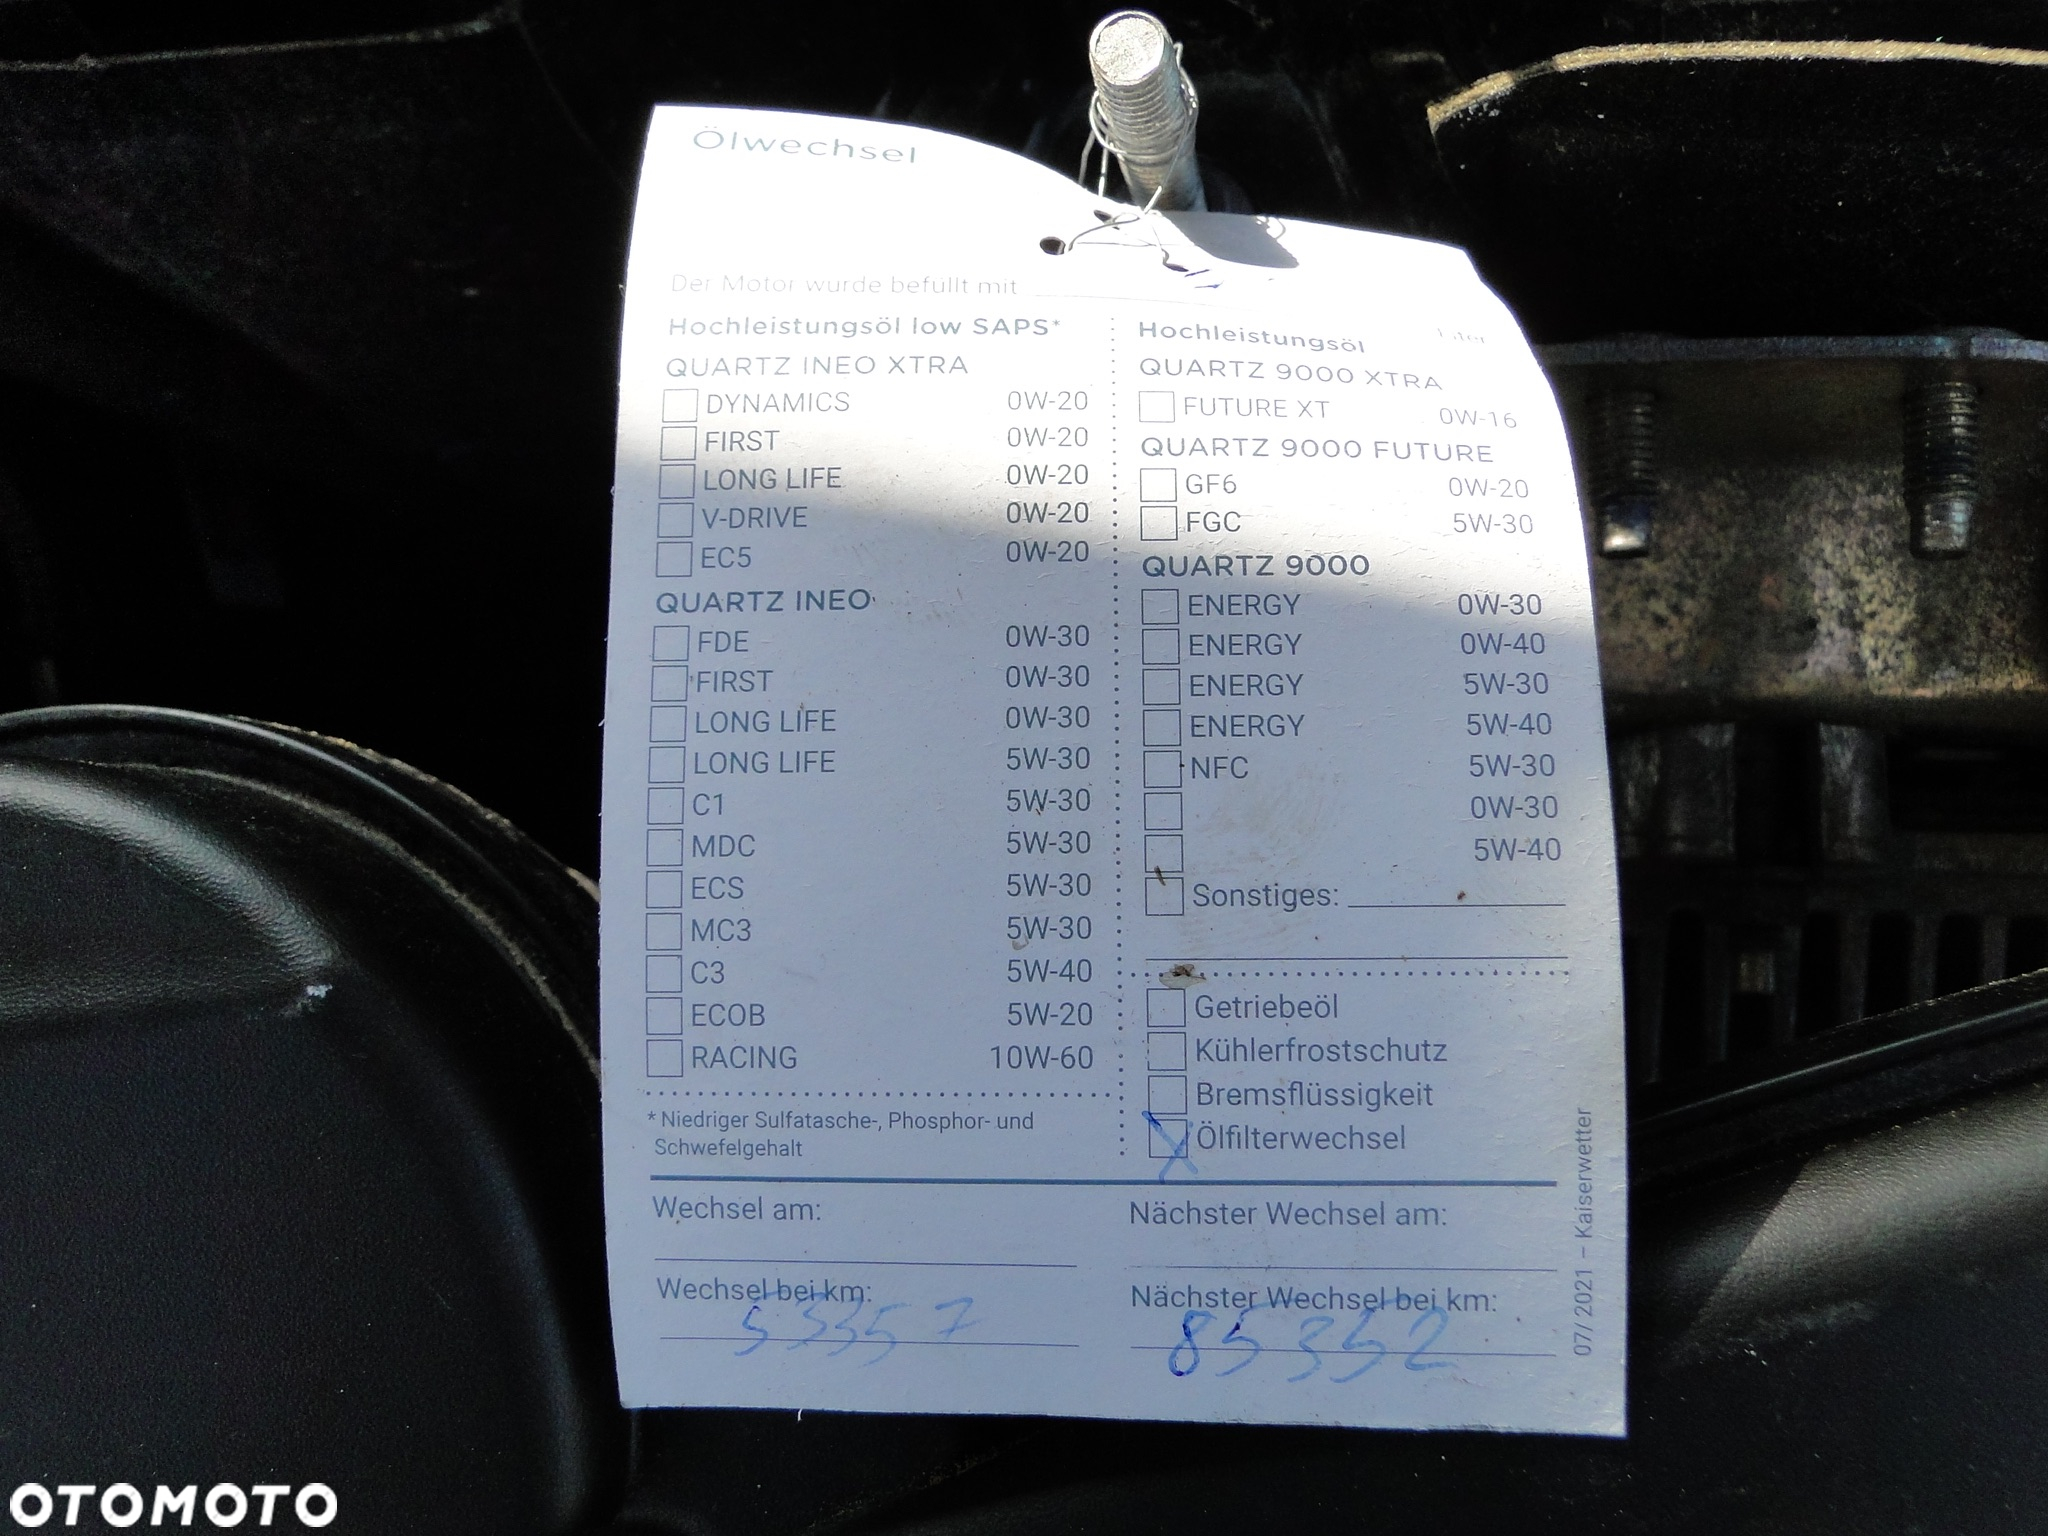 Ölwechsel
Der Motor wurde befüllt mit
Liter
Hochleistungsöl low SAPS*
QUARTZ INEO XTRA
DYNAMICS 0W-20
FIRST 0W-20
LONG LIFE 0W-20
V-DRIVE 0W-20
EC5 0W-20
QUARTZ INEO
FDE 0W-30
FIRST 0W-30
LONG LIFE 0W-30
LONG LIFE 5W-30
C1 5W-30
MDC 5W-30
ECS 5W-30
MC3 5W-30
C3 5W-40
ECOB 5W-20
RACING 10W-60
* Niedriger Sulfatasche-, Phosphor- und
Schwefelgehalt
Hochleistungsöl
QUARTZ 9000 XTRA
FUTURE XT 0W-16
QUARTZ 9000 FUTURE
GF6 0W-20
FGC 5W-30
QUARTZ 9000
ENERGY 0W-30
ENERGY 0W-40
ENERGY 5W-30
ENERGY 5W-40
NFC 5W-30
0W-30
5W-40
Sonstiges:
Getriebeöl
Kühlerfrostschutz
Bremsflüssigkeit
X Ölfilterwechsel
Wechsel am:
Nächster Wechsel am:
Wechsel bei km:
53357
Nächster Wechsel bei km:
85352
07/ 2021 – Kaiserwetter
OTOMOTO